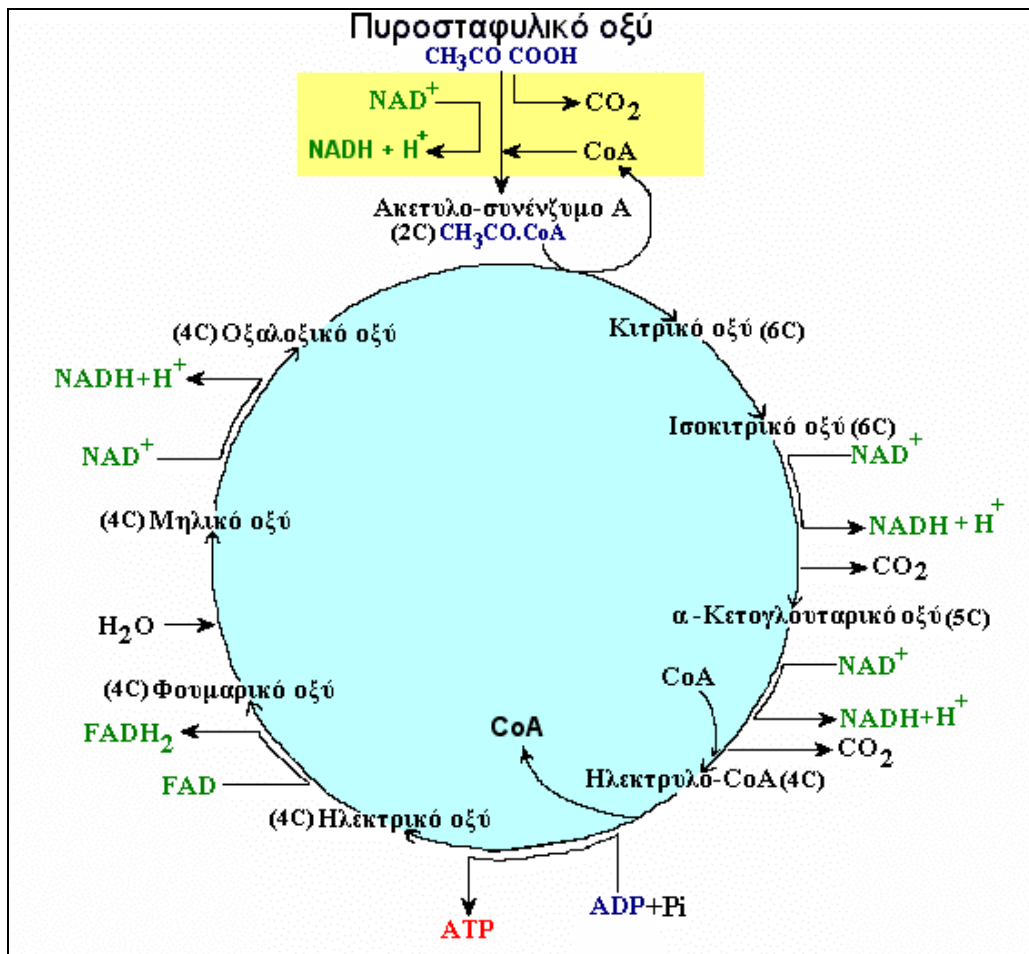 Πυροσταφυλικό οξύ
CH₃CO COOH
NAD⁺
CO₂
NADH + H⁺
CoA
Ακετυλο-συνένζυμο Α
(2C) CH₃CO.CoA
(4C) Οξαλοξικό οξύ
Κιτρικό οξύ (6C)
NADH+H⁺
Ισοκιτρικό οξύ (6C)
NAD⁺
NAD⁺
(4C) Μηλικό οξύ
NADH + H⁺
CO₂
α-Κετογλουταρικό οξύ (5C)
H₂O
NAD⁺
CoA
(4C) Φουμαρικό οξύ
NADH+H⁺
FADH₂
CoA
CO₂
Ηλεκτρυλο-CoA (4C)
FAD
(4C) Ηλεκτρικό οξύ
ADP+Pi
ATP